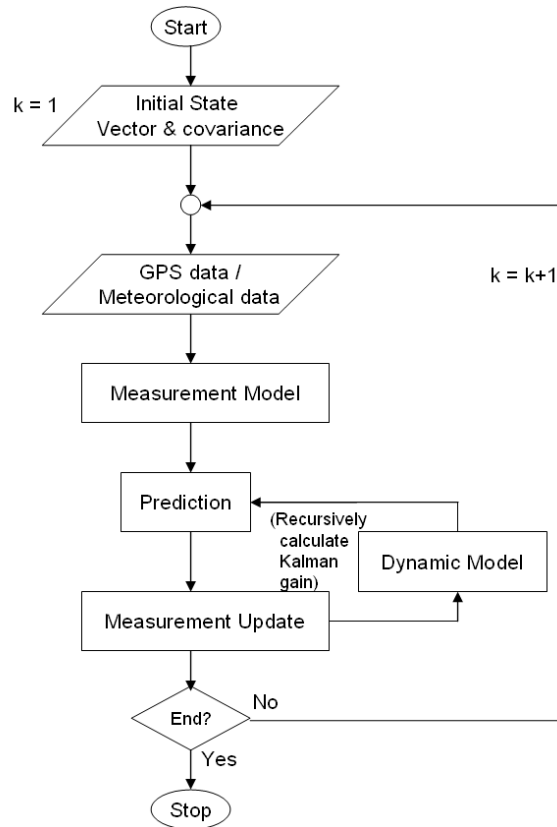 Start
k = 1
Initial State
Vector & covariance
GPS data /
Meteorological data
k = k+1
Measurement Model
Prediction
(Recursively
calculate
Kalman
gain)
Dynamic Model
Measurement Update
End?
No
Yes
Stop